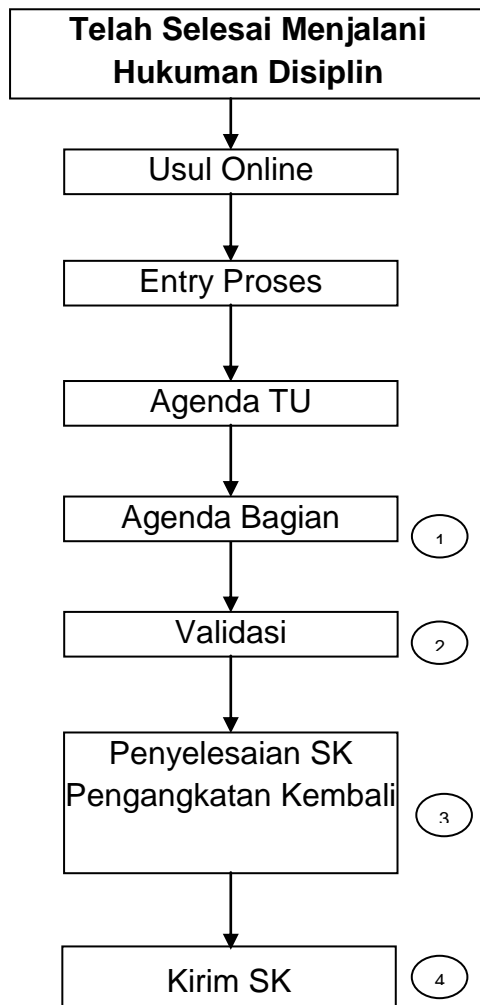 Telah Selesai Menjalani
Hukuman Disiplin
Usul Online
Entry Proses
Agenda TU
Agenda Bagian
1
Validasi
2
Penyelesaian SK
Pengangkatan Kembali
3
Kirim SK
4